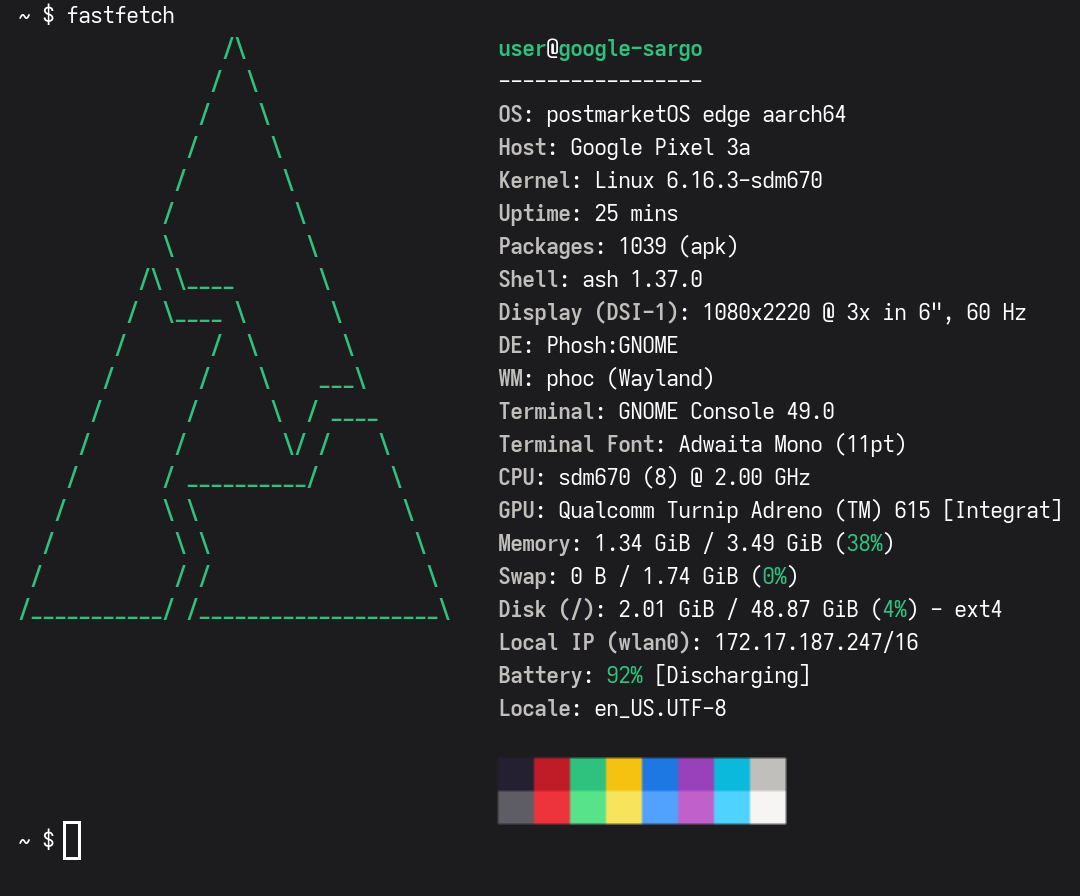 ~ $ fastfetch
user@google-sargo
-----------------
OS: postmarketOS edge aarch64
Host: Google Pixel 3a
Kernel: Linux 6.16.3-sdm670
Uptime: 25 mins
Packages: 1039 (apk)
Shell: ash 1.37.0
Display (DSI-1): 1080x2220 @ 3x in 6", 60 Hz
DE: Phosh:GNOME
WM: phoc (Wayland)
Terminal: GNOME Console 49.0
Terminal Font: Adwaita Mono (11pt)
CPU: sdm670 (8) @ 2.00 GHz
GPU: Qualcomm Turnip Adreno (TM) 615 [Integrat]
Memory: 1.34 GiB / 3.49 GiB (38%)
Swap: 0 B / 1.74 GiB (0%)
Disk (/): 2.01 GiB / 48.87 GiB (4%) - ext4
Local IP (wlan0): 172.17.187.247/16
Battery: 92% [Discharging]
Locale: en_US.UTF-8
~ $